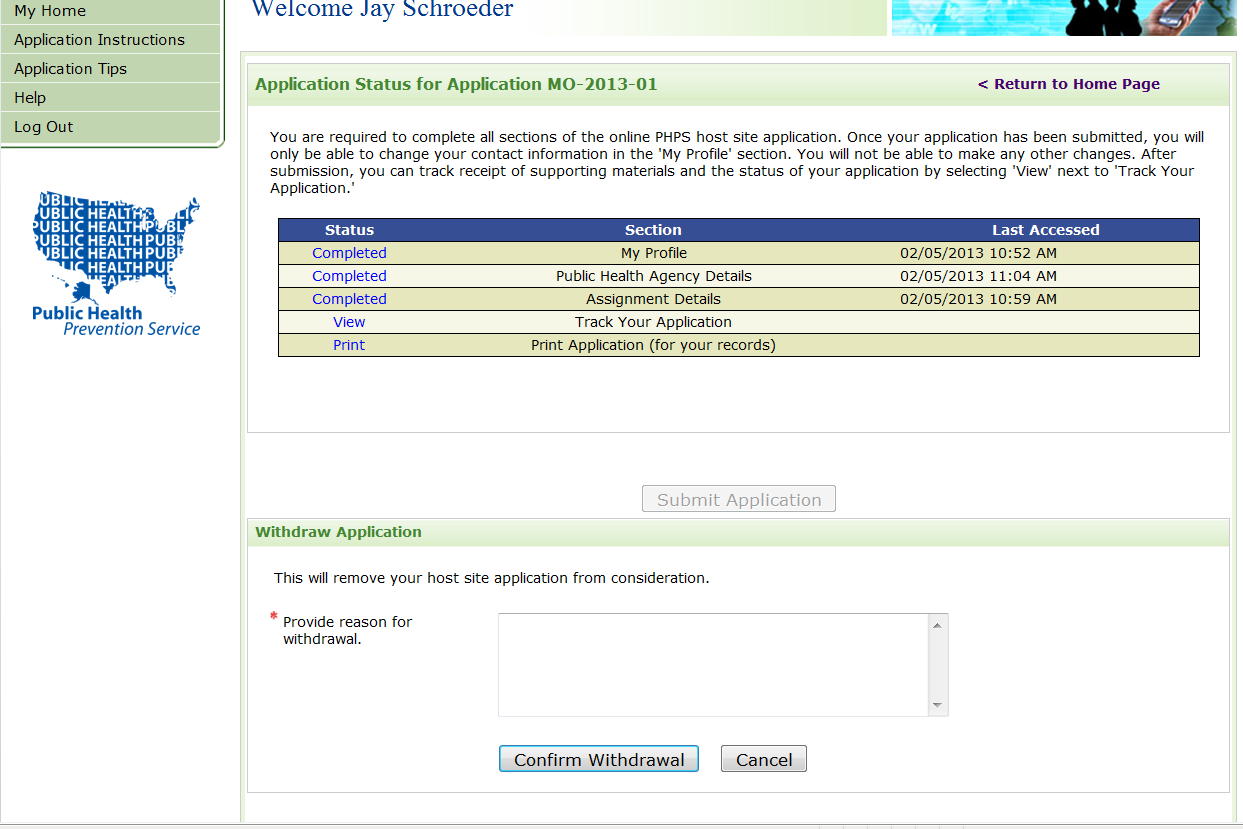 My Home
Application Instructions
Application Tips
Help
Log Out
Welcome Jay Schroeder
PUBLIC HEALTH
PUBLIC HEALTH PUBL
PUBLIC HEALTH PUB
PUBLIC HEALTH PUB
Public Health
Prevention Service
Application Status for Application MO-2013-01
< Return to Home Page
You are required to complete all sections of the online PHPS host site application. Once your application has been submitted, you will
only be able to change your contact information in the 'My Profile' section. You will not be able to make any other changes. After
submission, you can track receipt of supporting materials and the status of your application by selecting 'View' next to 'Track Your
Application.'
Status Section Last Accessed
Completed My Profile 02/05/2013 10:52 AM
Completed Public Health Agency Details 02/05/2013 11:04 AM
Completed Assignment Details 02/05/2013 10:59 AM
View Track Your Application
Print Print Application (for your records)
Submit Application
Withdraw Application
This will remove your host site application from consideration.
* Provide reason for
withdrawal.
Confirm Withdrawal Cancel